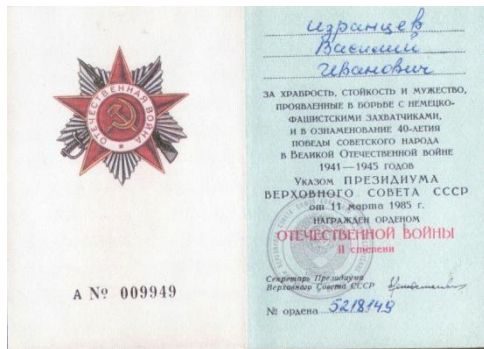 ОТЕЧЕСТВЕННАЯ ВОЙНА
А № 009949
Изранцев
Василий
Иванович
ЗА ХРАБРОСТЬ, СТОЙКОСТЬ И МУЖЕСТВО,
ПРОЯВЛЕННЫЕ В БОРЬБЕ С НЕМЕЦКО-
ФАШИСТСКИМИ ЗАХВАТЧИКАМИ,
И В ОЗНАМЕНОВАНИЕ 40-ЛЕТИЯ
ПОБЕДЫ СОВЕТСКОГО НАРОДА
В ВЕЛИКОЙ ОТЕЧЕСТВЕННОЙ ВОЙНЕ
1941—1945 ГОДОВ
УКАЗОМ ПРЕЗИДИУМА
ВЕРХОВНОГО СОВЕТА СССР
от 11 марта 1985 г.
НАГРАЖДЕН ОРДЕНОМ
ОТЕЧЕСТВЕННОЙ ВОЙНЫ
II степени
Секретарь Президиума
Верховного Совета СССР
№ ордена 5218149